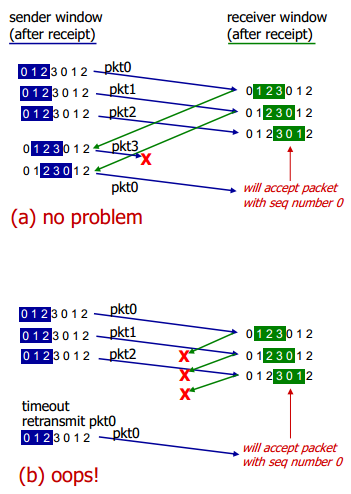 sender window
(after receipt)
receiver window
(after receipt)
0 1 2 3 0 1 2
pkt0
0 1 2 3 0 1 2
pkt1
0 1 2 3 0 1 2
pkt2
0 1 2 3 0 1 2
0 1 2 3 0 1 2
0 1 2 3 0 1 2
0 1 2 3 0 1 2
pkt3
X
0 1 2 3 0 1 2
pkt0
will accept packet
with seq number 0
(a) no problem
0 1 2 3 0 1 2
pkt0
0 1 2 3 0 1 2
pkt1
0 1 2 3 0 1 2
pkt2
0 1 2 3 0 1 2
0 1 2 3 0 1 2
0 1 2 3 0 1 2
X
X
X
timeout
retransmit pkt0
0 1 2 3 0 1 2
pkt0
will accept packet
with seq number 0
(b) oops!